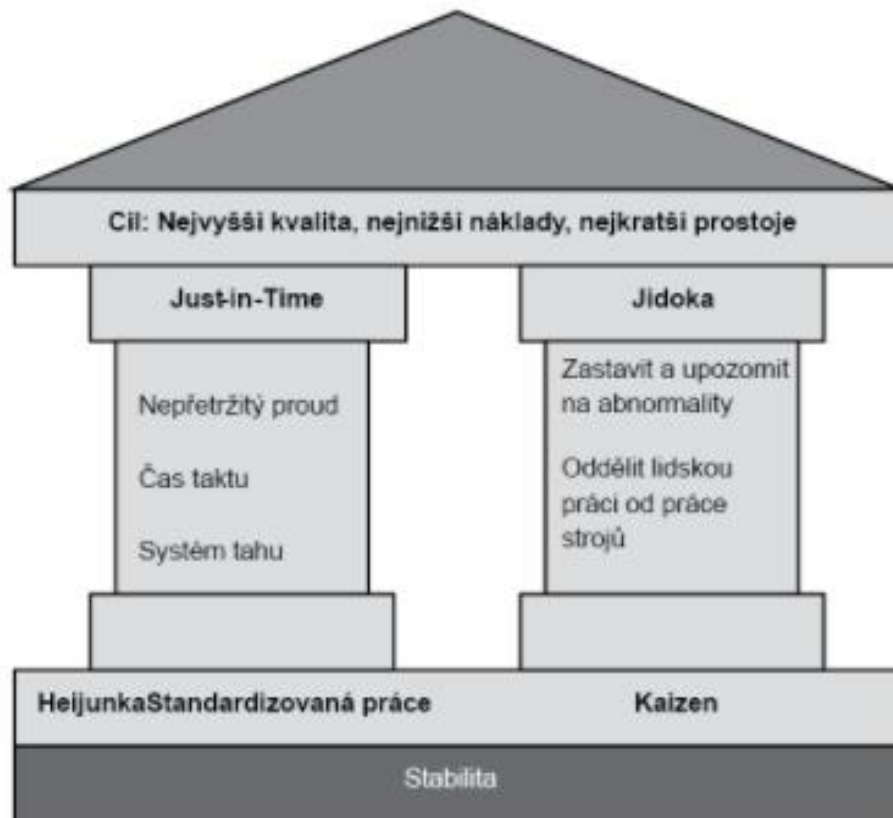 Cíl: Nejvyšší kvalita, nejnižší náklady, nejkratší prostoje
Just-in-Time
Nepřetržitý proud
Čas taktu
Systém tahu
Jidoka
Zastavit a upozornit
na abnormality
Oddělit lidskou
práci od práce
strojů
HeijunkaStandardizovaná práce
Kaizen
Stabilita